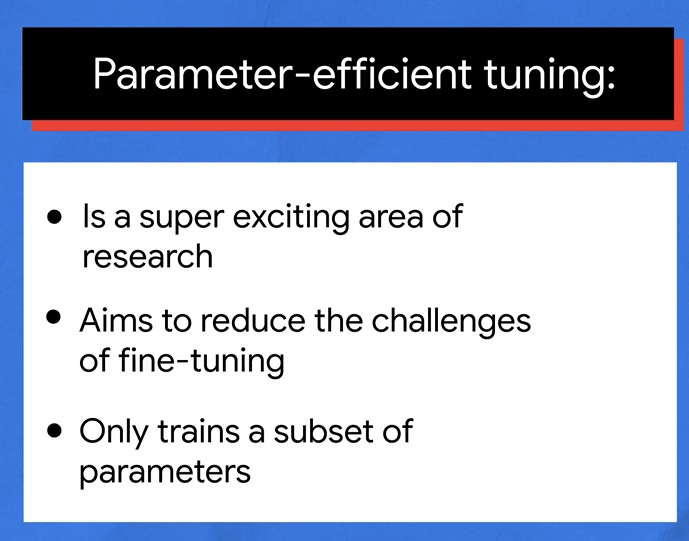 Parameter-efficient tuning:
• Is a super exciting area of
research
• Aims to reduce the challenges
of fine-tuning
• Only trains a subset of
parameters